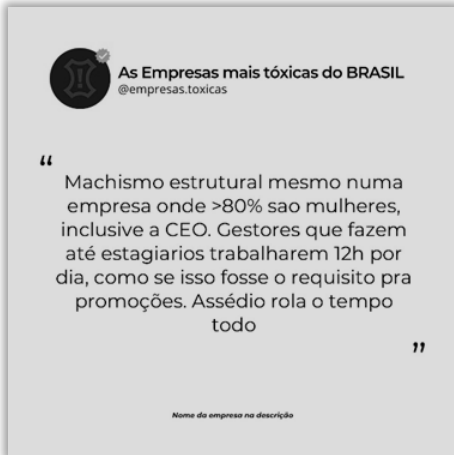 As Empresas mais tóxicas do BRASIL
@empresas.toxicas
“
Machismo estrutural mesmo numa
empresa onde >80% sao mulheres,
inclusive a CEO. Gestores que fazem
até estagiarios trabalharem 12h por
dia, como se isso fosse o requisito pra
promoções. Assédio rola o tempo
todo
”
Nome da empresa na descrição